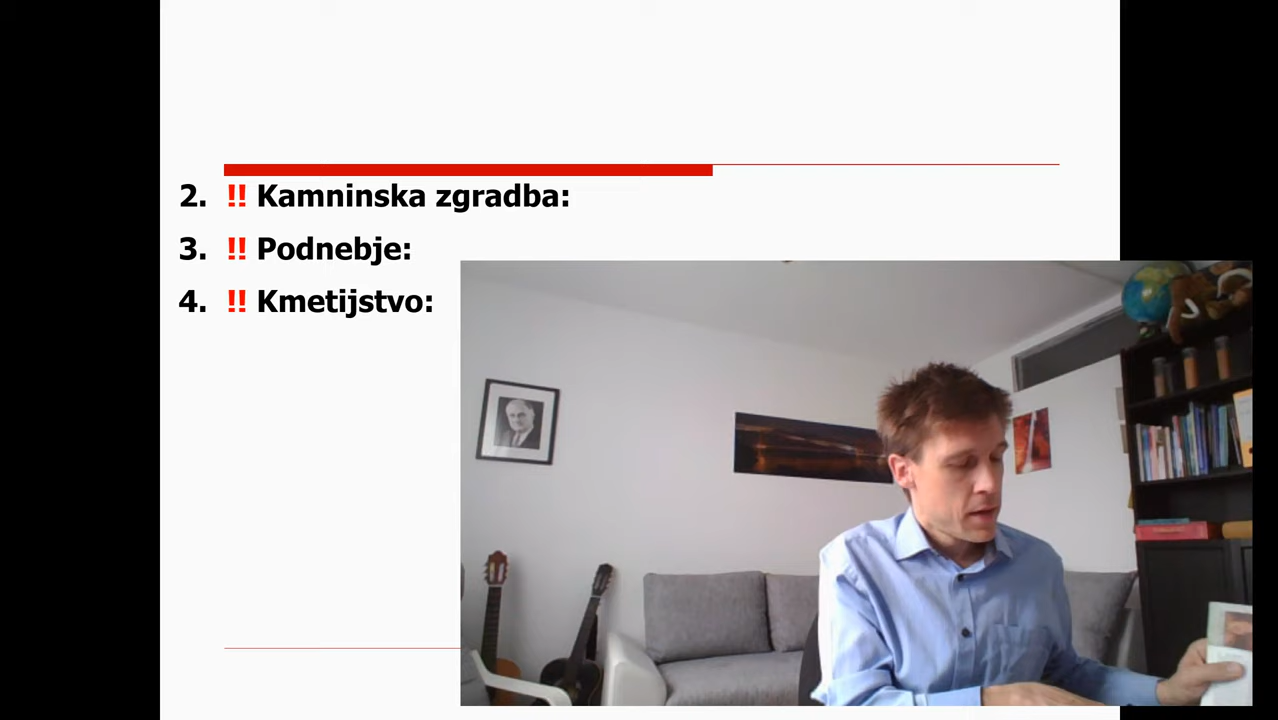 2. !! Kamninska zgradba:
3. !! Podnebje:
4. !! Kmetijstvo: